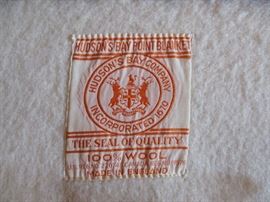 HUDSON'S BAY POINT BLANKET
HUDSON'S BAY COMPANY
INCORPORATED 1670
THE SEAL OF QUALITY
100% WOOL
MADE IN ENGLAND